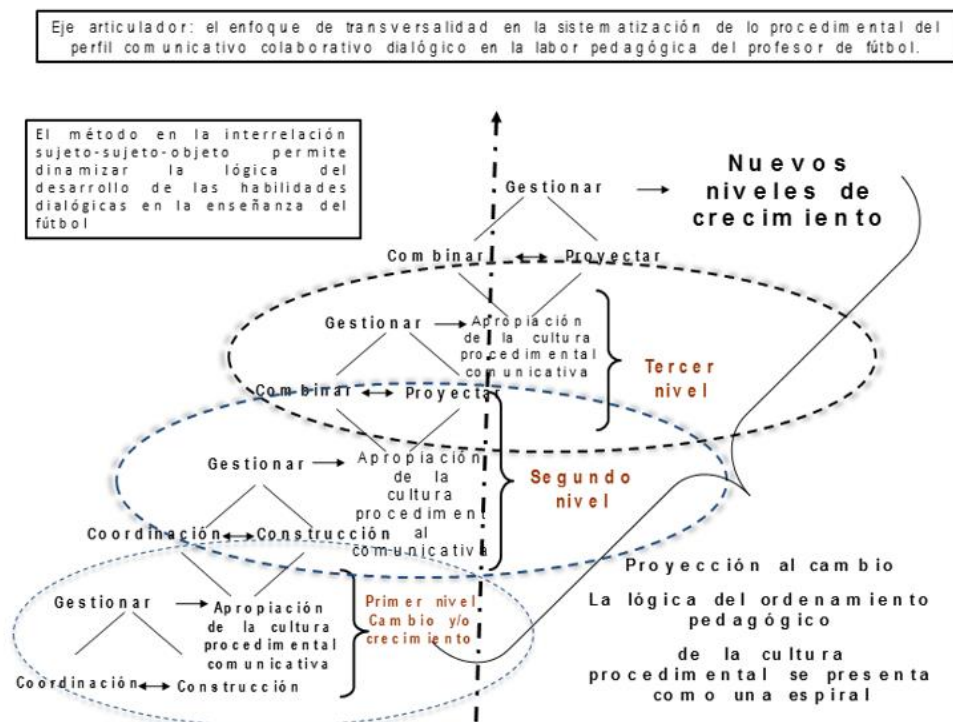 Eje articulador: el enfoque de transversalidad en la sistematización de lo procedimental del
perfil comunicativo colaborativo dialógico en la labor pedagógica del profesor de fútbol.
El método en la interrelación
sujeto-sujeto-objeto permite
dinamizar la lógica del
desarrollo de las habilidades
dialógicas en la enseñanza del
fútbol
Nuevos
niveles de
crecimiento
Gestionar
Combinar
Proyectar
Gestionar
Apropiación
de la cultura
procedimental
comunicativa
Tercer
nivel
Combinar
Proyectar
Gestionar
Apropiación
de la
cultura
procediment
al
comunicativa
Segundo
nivel
Coordinación
Construcción
Gestionar
Apropiación
de la cultura
procedimental
comunicativa
Primer nivel
Cambio y/o
crecimiento
Coordinación
Construcción
Proyección al cambio
La lógica del ordenamiento
pedagógico
de la cultura
procedimental se presenta
como una espiral